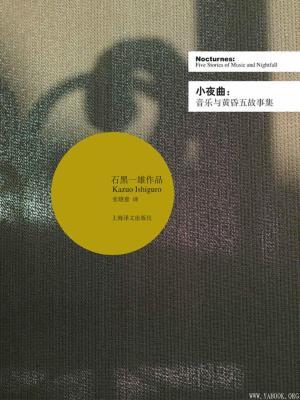 Nocturnes:
Five Stories of Music and Nightfall
小夜曲：
音乐与黄昏五故事集
石黑一雄作品
Kazuo Ishiguro
张晓意 译
上海译文出版社
WWW.YABOOK.ORG